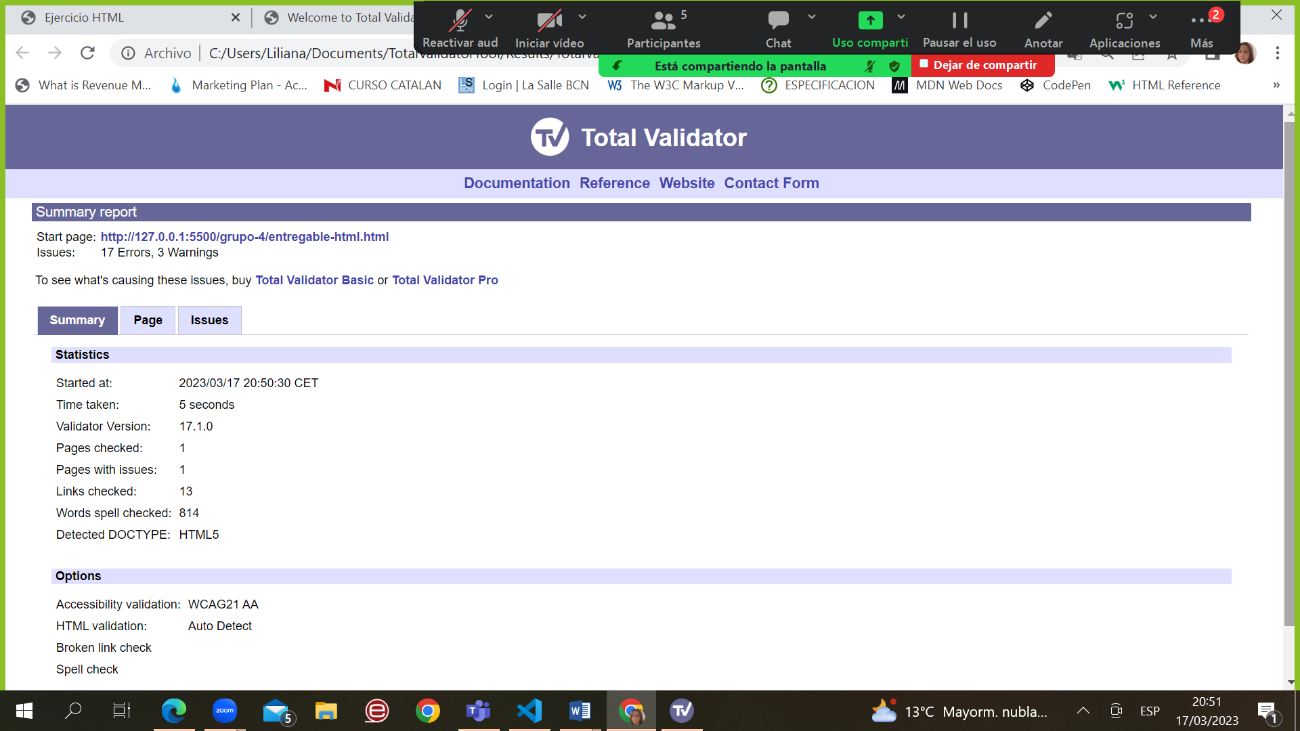 Ejercicio HTML
Welcome to Total Valida
Reactivar aud
Iniciar vídeo
5
Participantes
Chat
Uso comparti
Pausar el uso
Anotar
Aplicaciones
2
Más
Archivo
C:/Users/Liliana/Documents/TotalValidatorTool/Results/TotalVa
Está compartiendo la pantalla
Dejar de compartir
What is Revenue M...
Marketing Plan - Ac...
CURSO CATALAN
Login | La Salle BCN
The W3C Markup V...
ESPECIFICACION
MDN Web Docs
CodePen
HTML Reference
»
TV Total Validator
Documentation Reference Website Contact Form
Summary report
Start page: http://127.0.0.1:5500/grupo-4/entregable-html.html
Issues: 17 Errors, 3 Warnings
To see what's causing these issues, buy Total Validator Basic or Total Validator Pro
Summary Page Issues
Statistics
Started at: 2023/03/17 20:50:30 CET
Time taken: 5 seconds
Validator Version: 17.1.0
Pages checked: 1
Pages with issues: 1
Links checked: 13
Words spell checked: 814
Detected DOCTYPE: HTML5
Options
Accessibility validation: WCAG21 AA
HTML validation: Auto Detect
Broken link check
Spell check
zoom
5
13°C Mayorm. nubla...
ESP
20:51
17/03/2023
1